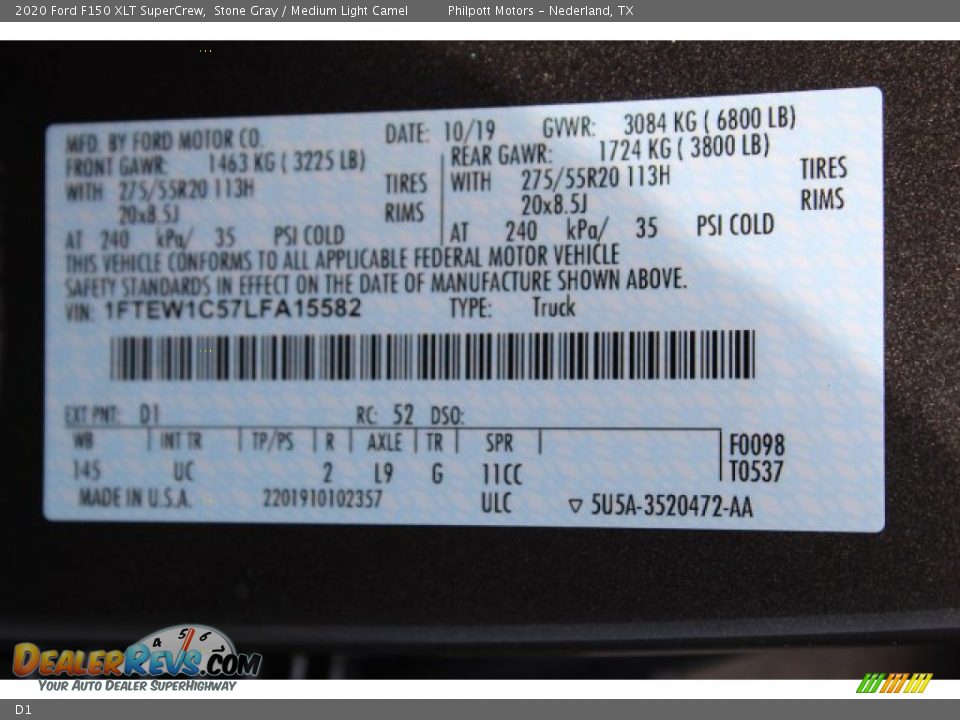 2020 Ford F150 XLT SuperCrew, Stone Gray / Medium Light Camel Philpott Motors - Nederland, TX
MFD. BY FORD MOTOR CO. DATE: 10/19 GVWR: 3084 KG ( 6800 LB)
FRONT GAWR: 1463 KG ( 3225 LB) REAR GAWR: 1724 KG ( 3800 LB)
WITH 275/55R20 113H TIRES WITH 275/55R20 113H TIRES
20x8.5J RIMS 20x8.5J RIMS
AT 240 kPa/ 35 PSI COLD AT 240 kPa/ 35 PSI COLD
THIS VEHICLE CONFORMS TO ALL APPLICABLE FEDERAL MOTOR VEHICLE
SAFETY STANDARDS IN EFFECT ON THE DATE OF MANUFACTURE SHOWN ABOVE.
VIN: 1FTEW1C57LFA15582 TYPE: Truck
EXT PNT: D1 RC: 52 DSO:
WB INT TR TP/PS R AXLE TR SPR F0098
145 UC 2 L9 G 11CC T0537
MADE IN U.S.A. 2201910102357 ULC ▽ 5U5A-3520472-AA
4 5 6
DEALERREVS.COM
YOUR AUTO DEALER SUPERHIGHWAY
D1